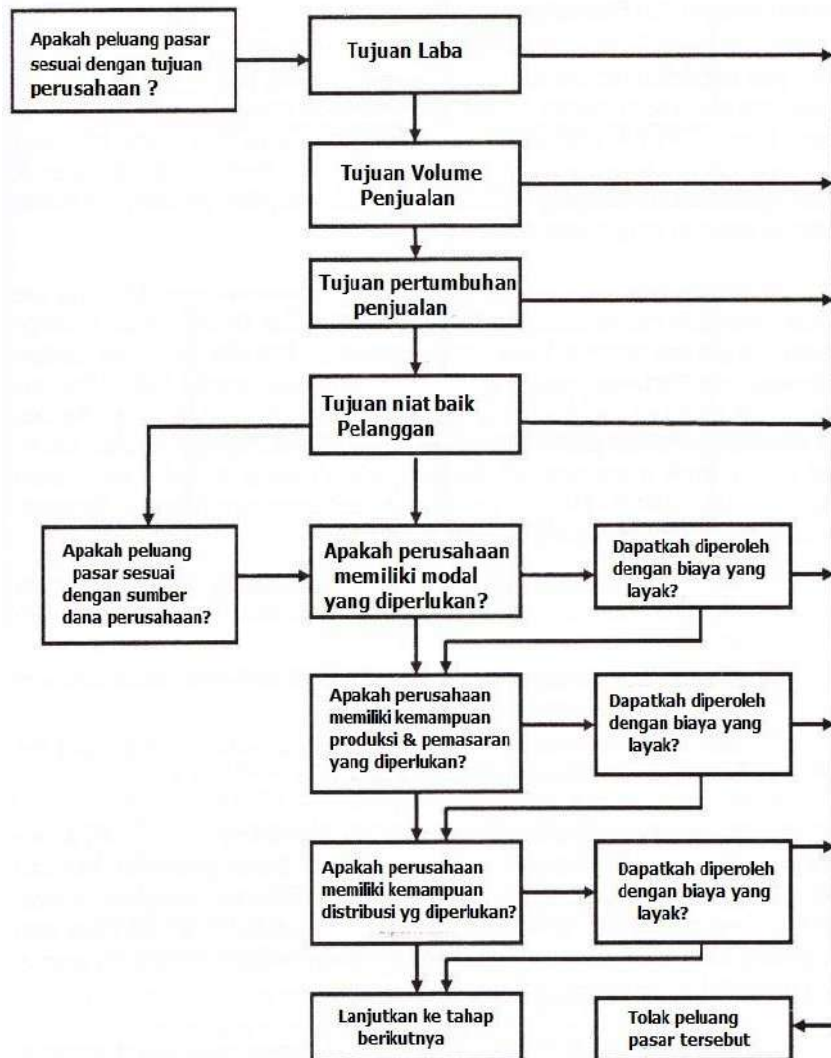 Apakah peluang pasar
sesuai dengan tujuan
perusahaan ?
Tujuan Laba
Tujuan Volume
Penjualan
Tujuan pertumbuhan
penjualan
Tujuan niat baik
Pelanggan
Apakah peluang
pasar sesuai
dengan sumber
dana perusahaan?
Apakah perusahaan
memiliki modal
yang diperlukan?
Dapatkah diperoleh
dengan biaya yang
layak?
Apakah perusahaan
memiliki kemampuan
produksi & pemasaran
yang diperlukan?
Dapatkah diperoleh
dengan biaya yang
layak?
Apakah perusahaan
memiliki kemampuan
distribusi yg diperlukan?
Dapatkah diperoleh
dengan biaya yang
layak?
Lanjutkan ke tahap
berikutnya
Tolak peluang
pasar tersebut